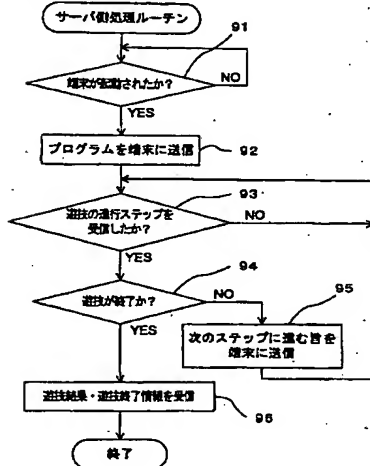 サーバ側処理ルーテン
91
端末が起動されたか?
NO
YES
プログラムを端末に送信
92
93
遊技の進行ステップを
受信したか?
NO
YES
94
遊技が終了か?
NO
95
YES
次のステップに進む旨を
端末に送信
遊技結果・遊技終了情報を受信
96
終了